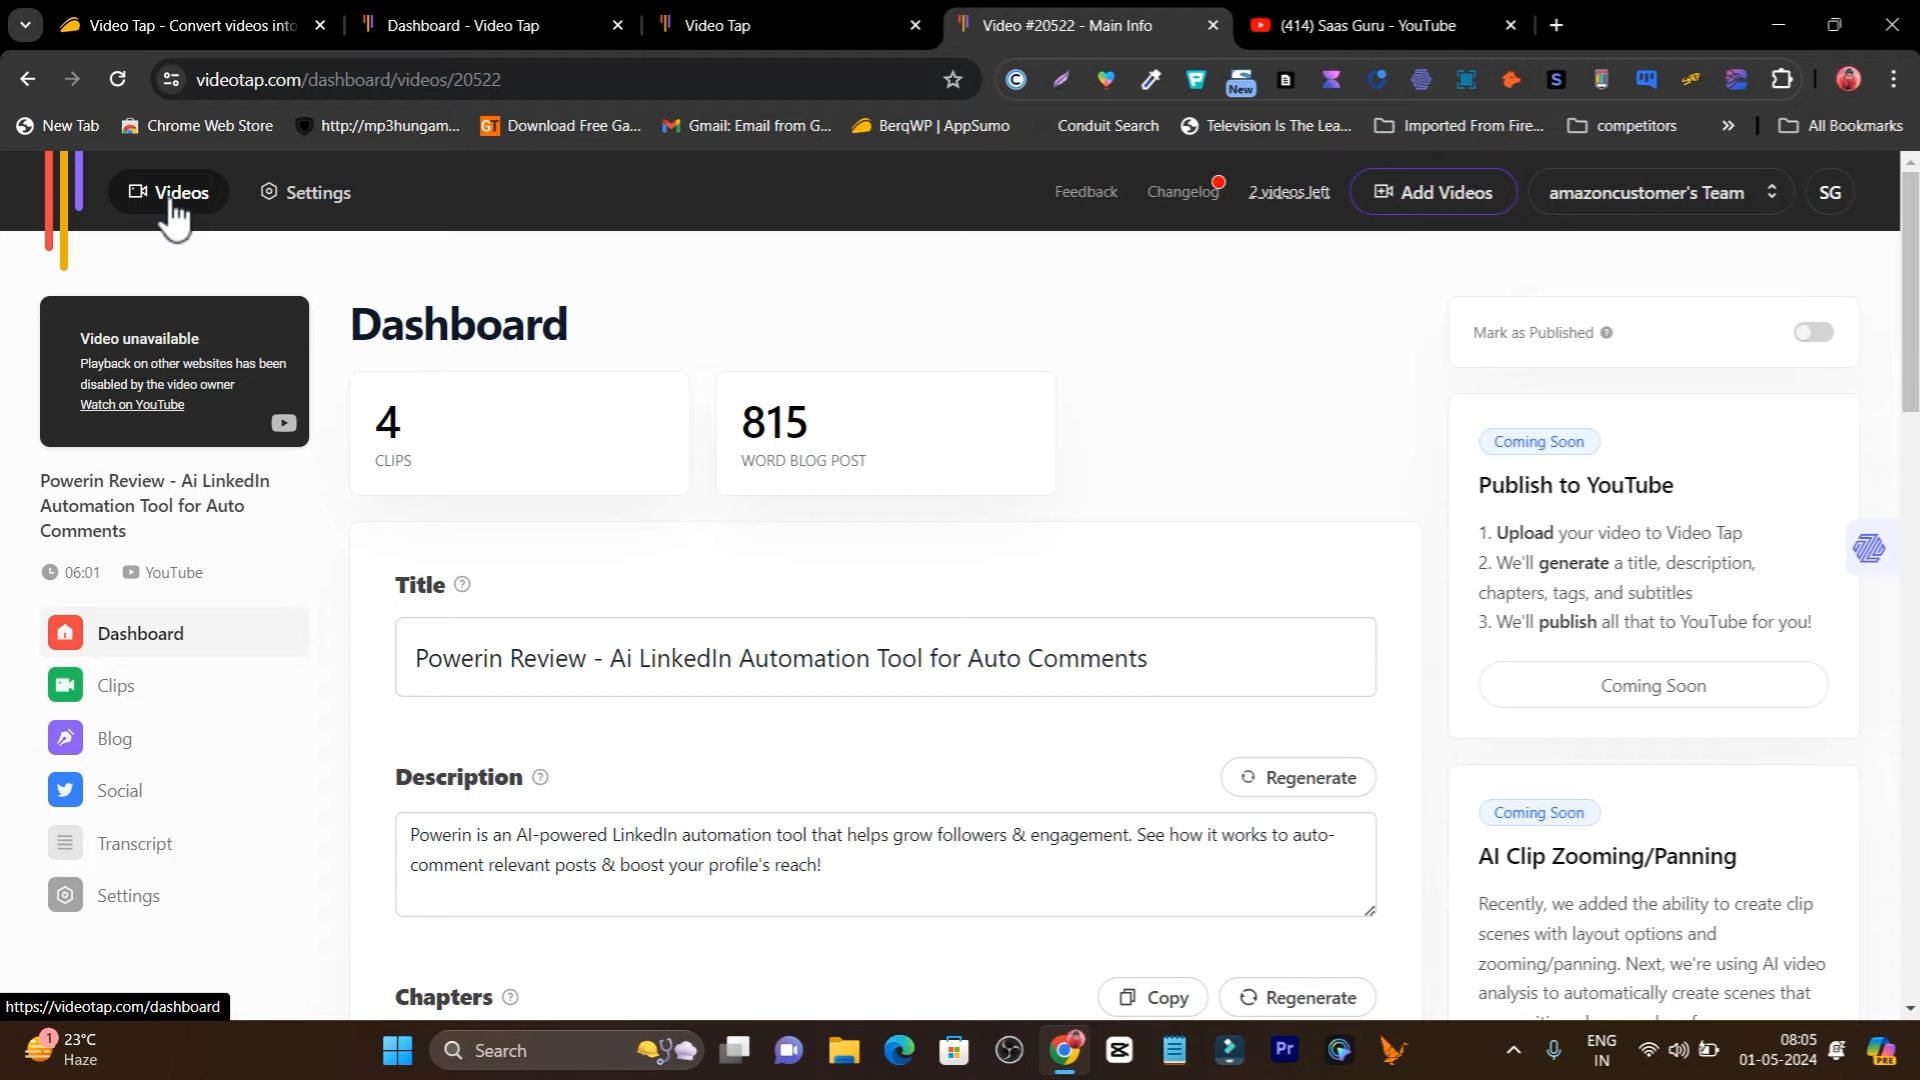 Video Tap - Convert videos into
Dashboard - Video Tap
Video Tap
Video #20522 - Main Info
(414) Saas Guru - YouTube
videotap.com/dashboard/videos/20522
New
New Tab
Chrome Web Store
http://mp3hungam...
Download Free Ga...
Gmail: Email from G...
BerqWP | AppSumo
Conduit Search
Television Is The Lea...
Imported From Fire...
competitors
All Bookmarks
Videos
Settings
Feedback
Changelog
2 videos left
Add Videos
amazoncustomer's Team
SG
Video unavailable
Playback on other websites has been
disabled by the video owner
Watch on YouTube
Powerin Review - Ai LinkedIn
Automation Tool for Auto
Comments
06:01
YouTube
Dashboard
Clips
Blog
Social
Transcript
Settings
Dashboard
4
CLIPS
815
WORD BLOG POST
Title
Powerin Review - Ai LinkedIn Automation Tool for Auto Comments
Description
Regenerate
Powerin is an AI-powered LinkedIn automation tool that helps grow followers & engagement. See how it works to auto-
comment relevant posts & boost your profile's reach!
Chapters
Copy
Regenerate
Mark as Published
Coming Soon
Publish to YouTube
1. Upload your video to Video Tap
2. We'll generate a title, description,
chapters, tags, and subtitles
3. We'll publish all that to YouTube for you!
Coming Soon
Coming Soon
AI Clip Zooming/Panning
Recently, we added the ability to create clip
scenes with layout options and
zooming/panning. Next, we're using AI video
analysis to automatically create scenes that
https://videotap.com/dashboard
1
23°C
Haze
Search
Pr
ENG
IN
08:05
01-05-2024
PRE